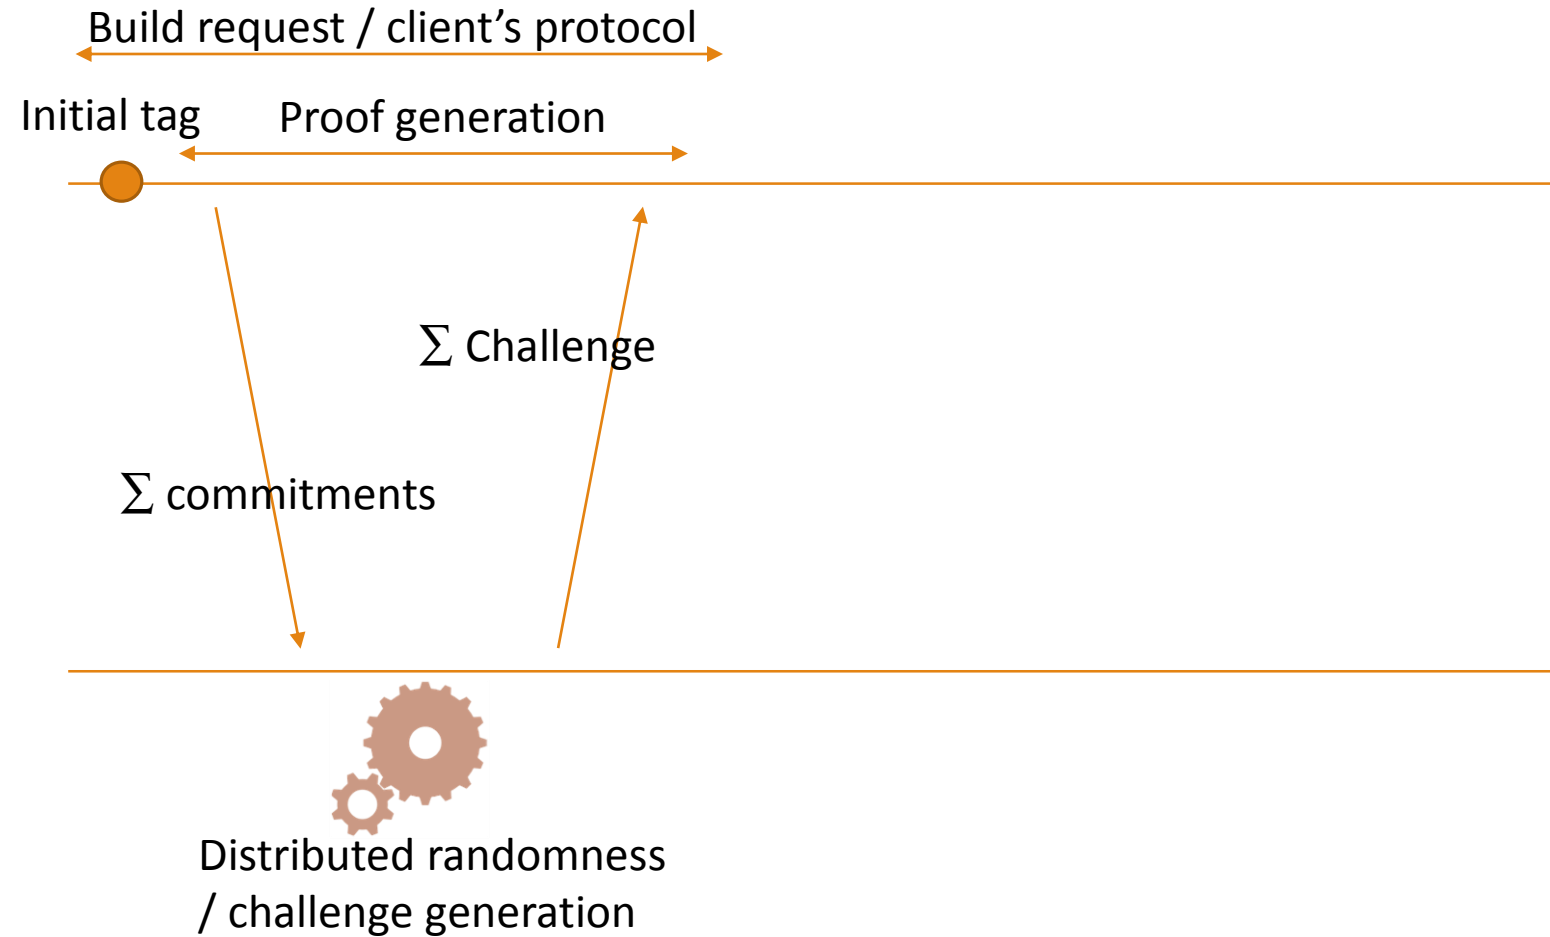 Build request / client’s protocol
Initial tag
Proof generation
∑ Challenge
∑ commitments
Distributed randomness
/ challenge generation